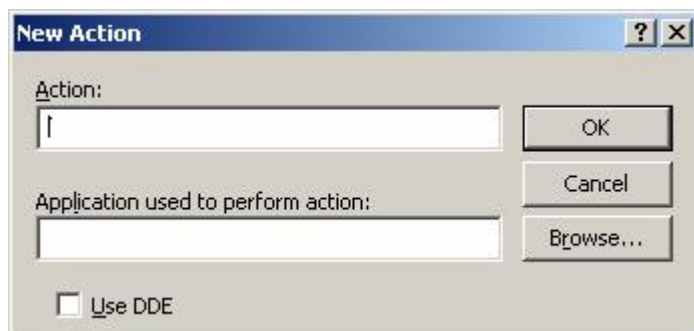 New Action
Action:
OK
Cancel
Application used to perform action:
Browse...
Use DDE